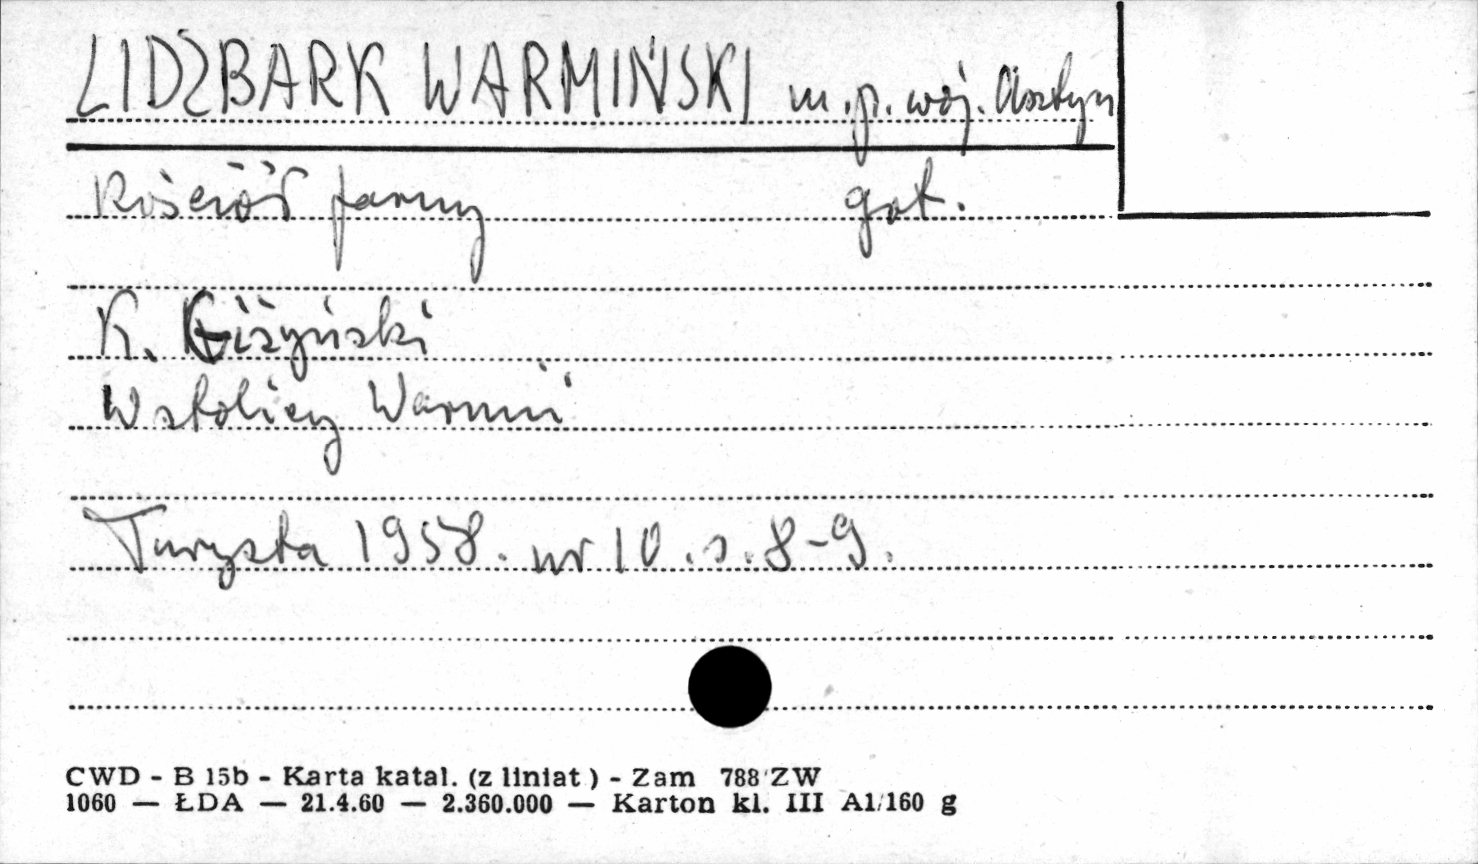 LIDZBARK WARMIŃSKI m.p. woj. Olsztyn
Kościół farny got.
K. Giżyński
W stolicy Warmii
Turysta 1958. nr 10. s. 8-9.
CWD - B 15b - Karta katal. (z liniat) - Zam 788 ZW
1060 — ŁDA — 21.4.60 — 2.360.000 — Karton kl. III A1/160 g